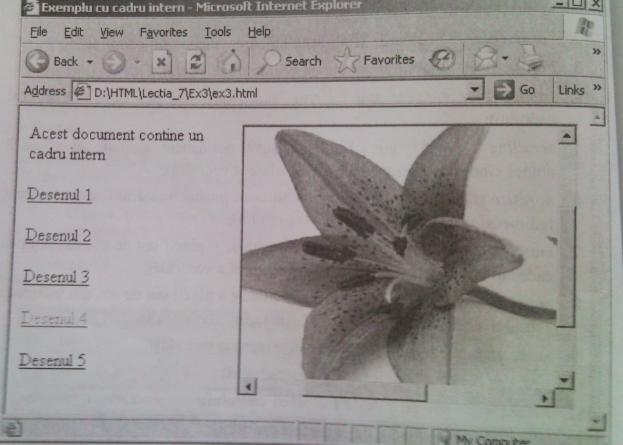 Exemplu cu cadru intern - Microsoft Internet Explorer
File Edit View Favorites Tools Help
Back Search Favorites
Address D:\HTML\Lectia_7\Ex3\ex3.html Go Links »
Acest document contine un
cadru intern
Desenul 1
Desenul 2
Desenul 3
Desenul 4
Desenul 5
My Computer